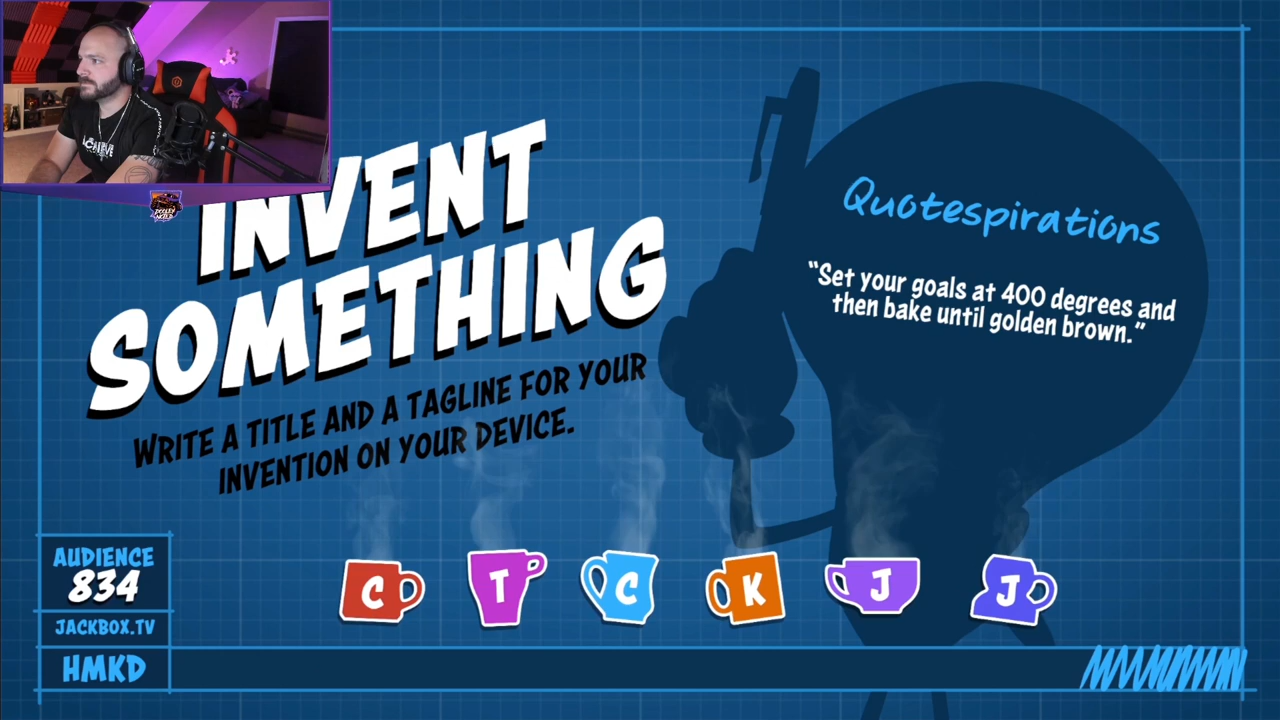 INVENT
SOMETHING
WRITE A TITLE AND A TAGLINE FOR YOUR
INVENTION ON YOUR DEVICE.
Quotespirations
“Set your goals at 400 degrees and
then bake until golden brown.”
C
T
C
K
J
J
AUDIENCE
834
JACKBOX.TV
HMKD